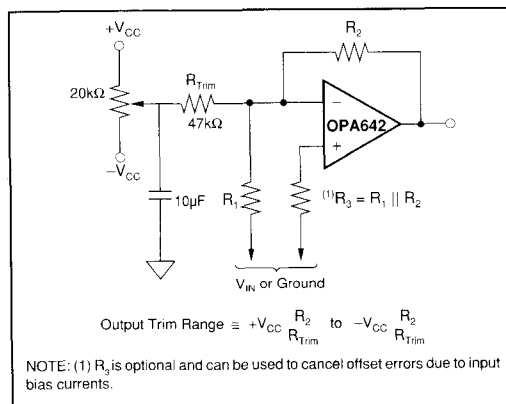 +VCC
R2
20kΩ
RTrim
47kΩ
−
OPA642
+
−VCC
10μF
R1
(1)R3 = R1 || R2
VIN or Ground
Output Trim Range ≅ +VCC R2/RTrim to −VCC R2/RTrim
NOTE: (1) R3 is optional and can be used to cancel offset errors due to input
bias currents.